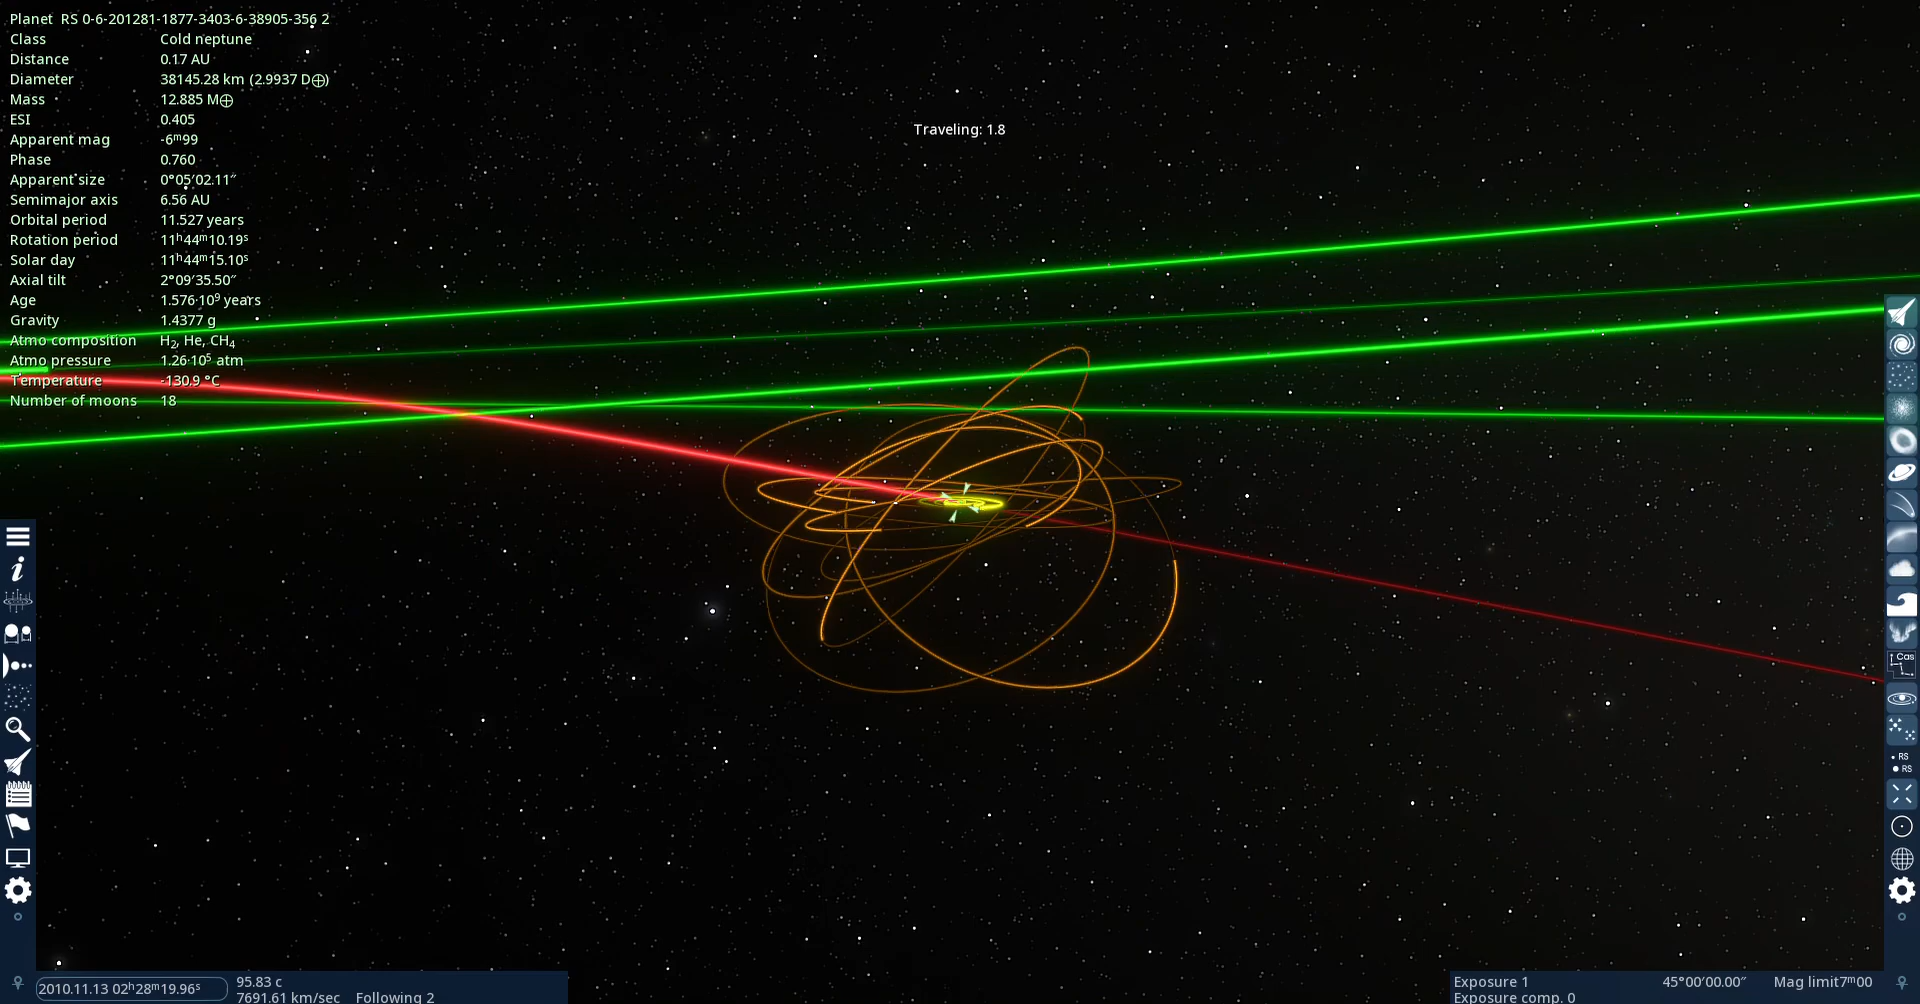 Planet RS 0-6-201281-1877-3403-6-38905-356 2
Class Cold neptune
Distance 0.17 AU
Diameter 38145.28 km (2.9937 D⊕)
Mass 12.885 M⊕
ESI 0.405
Apparent mag -6ᵐ99
Phase 0.760
Apparent size 0°05′02.11″
Semimajor axis 6.56 AU
Orbital period 11.527 years
Rotation period 11ʰ44ᵐ10.19ˢ
Solar day 11ʰ44ᵐ15.10ˢ
Axial tilt 2°09′35.50″
Age 1.576·10⁹ years
Gravity 1.4377 g
Atmo composition H₂, He, CH₄
Atmo pressure 1.26·10⁵ atm
Temperature -130.9 °C
Number of moons 18
Traveling: 1.8
Cas
RS
RS
2010.11.13 02ʰ28ᵐ19.96ˢ
95.83 c
7691.61 km/sec Following 2
Exposure 1 45°00′00.00″ Mag limit7ᵐ00
Exposure comp. 0